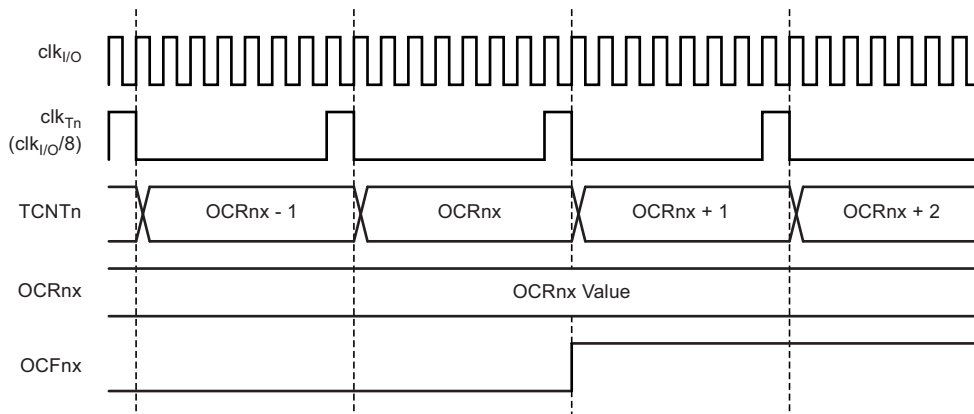 clkI/O
clkTn
(clkI/O/8)
TCNTn
OCRnx - 1
OCRnx
OCRnx + 1
OCRnx + 2
OCRnx
OCRnx Value
OCFnx